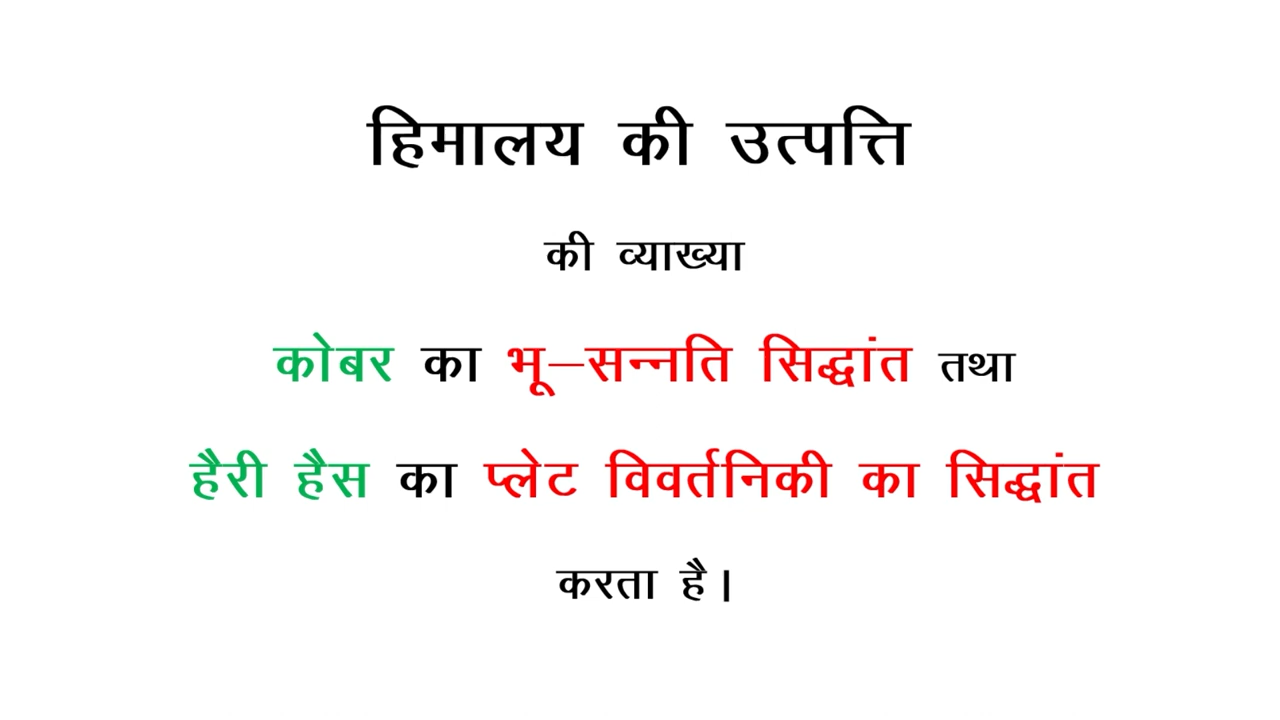 हिमालय की उत्पत्ति
की व्याख्या
कोबर का भू–सन्नति सिद्धांत तथा
हैरी हैस का प्लेट विवर्तनिकी का सिद्धांत
करता है।